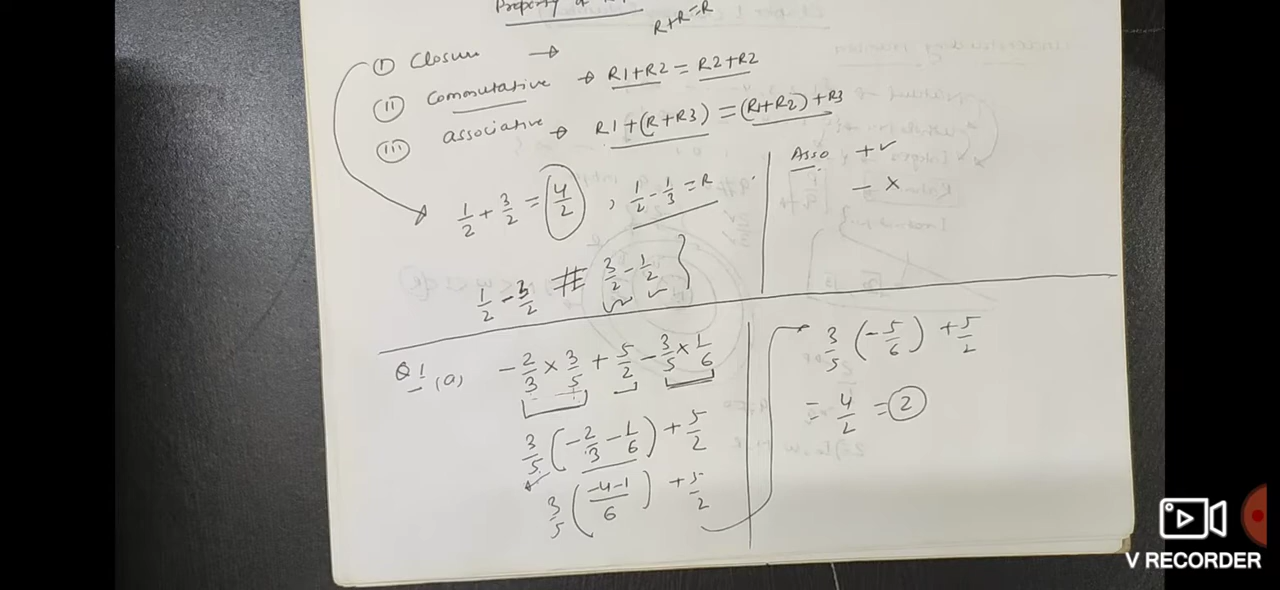 Property of
R+R=R
(I) Closure →
(II) Commutative → R1+R2 = R2+R2
(III) associative → R1+(R+R3) = (R1+R2)+R3
1/2 + 3/2 = 4/2 , 1/2 - 1/3 = R
1/2 - 3/2 ≠ 3/2 - 1/2 }
Asso + ✓
- ×
Q1 (a) -2/3 × 3/5 + 5/2 - 3/5 × 1/6
3/5 (-2/3 - 1/6) + 5/2
3/5 (-4-1/6) + 5/2
3/5 (-5/6) + 5/2
= 4/2 = 2
V RECORDER